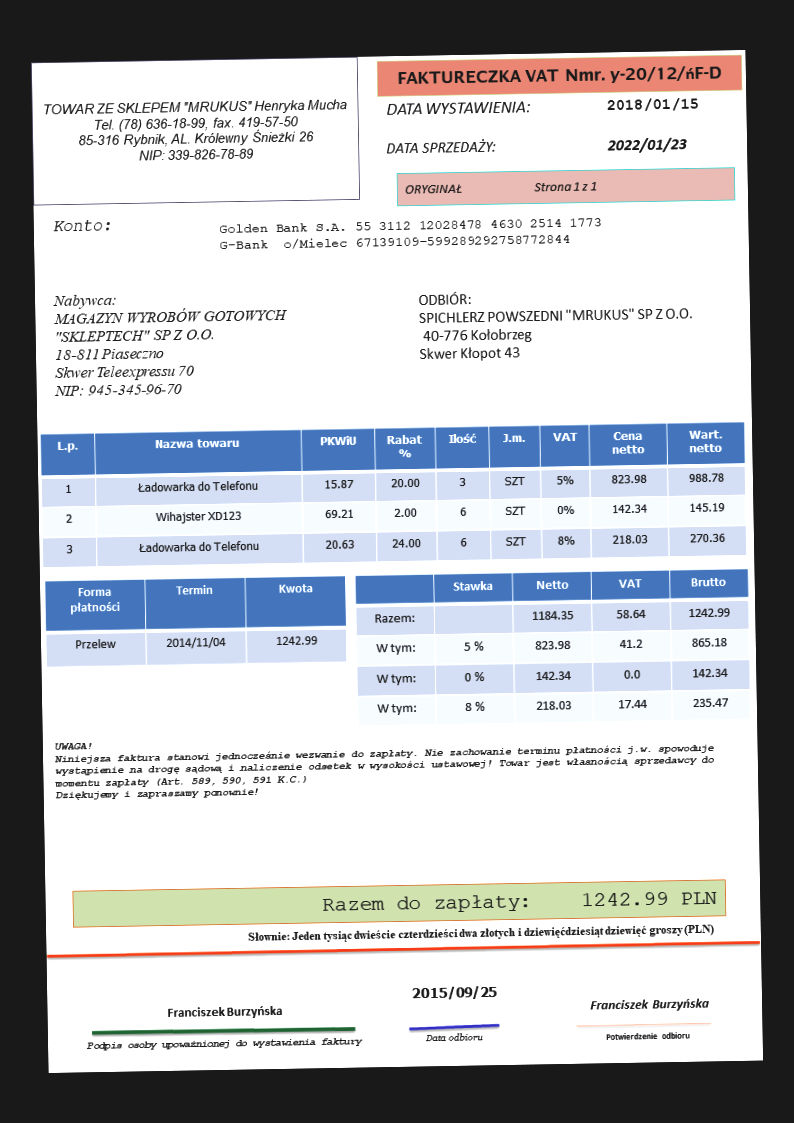 TOWAR ZE SKLEPEM "MRUKUS" Henryka Mucha
Tel. (78) 636-18-99, fax. 419-57-50
85-316 Rybnik, AL. Królewny Śnieżki 26
NIP: 339-826-78-89
FAKTURECZKA VAT Nmr. y-20/12/ńF-D
DATA WYSTAWIENIA: 2018/01/15
DATA SPRZEDAŻY: 2022/01/23
ORYGINAŁ Strona 1 z 1
Konto: Golden Bank S.A. 55 3112 12028478 4630 2514 1773
G-Bank o/Mielec 67139109-599289292758772844
Nabywca:
MAGAZYN WYROBÓW GOTOWYCH
"SKLEPTECH" SP Z O.O.
18-811 Piaseczno
Skwer Teleexpressu 70
NIP: 945-345-96-70
ODBIÓR:
SPICHLERZ POWSZEDNI "MRUKUS" SP Z O.O.
40-776 Kołobrzeg
Skwer Kłopot 43
L.p. Nazwa towaru PKWiU Rabat % Ilość J.m. VAT Cena netto Wart. netto
1 Ładowarka do Telefonu 15.87 20.00 3 SZT 5% 823.98 988.78
2 Wihajster XD123 69.21 2.00 6 SZT 0% 142.34 145.19
3 Ładowarka do Telefonu 20.63 24.00 6 SZT 8% 218.03 270.36
Forma płatności Termin Kwota
Przelew 2014/11/04 1242.99
Stawka Netto VAT Brutto
Razem: 1184.35 58.64 1242.99
W tym: 5 % 823.98 41.2 865.18
W tym: 0 % 142.34 0.0 142.34
W tym: 8 % 218.03 17.44 235.47
UWAGA!
Niniejsza faktura stanowi jednocześnie wezwanie do zapłaty. Nie zachowanie terminu płatności j.w. spowoduje
wystąpienie na drogę sądową i naliczenie odsetek w wysokości ustawowej! Towar jest własnością sprzedawcy do
momentu zapłaty (Art. 589, 590, 591 K.C.)
Dziękujemy i zapraszamy ponownie!
Razem do zapłaty: 1242.99 PLN
Słownie: Jeden tysiąc dwieście czterdzieści dwa złotych i dziewięćdziesiąt dziewięć groszy (PLN)
Franciszek Burzyńska
Podpis osoby upoważnionej do wystawienia faktury
2015/09/25
Data odbioru
Franciszek Burzyńska
Potwierdzenie odbioru